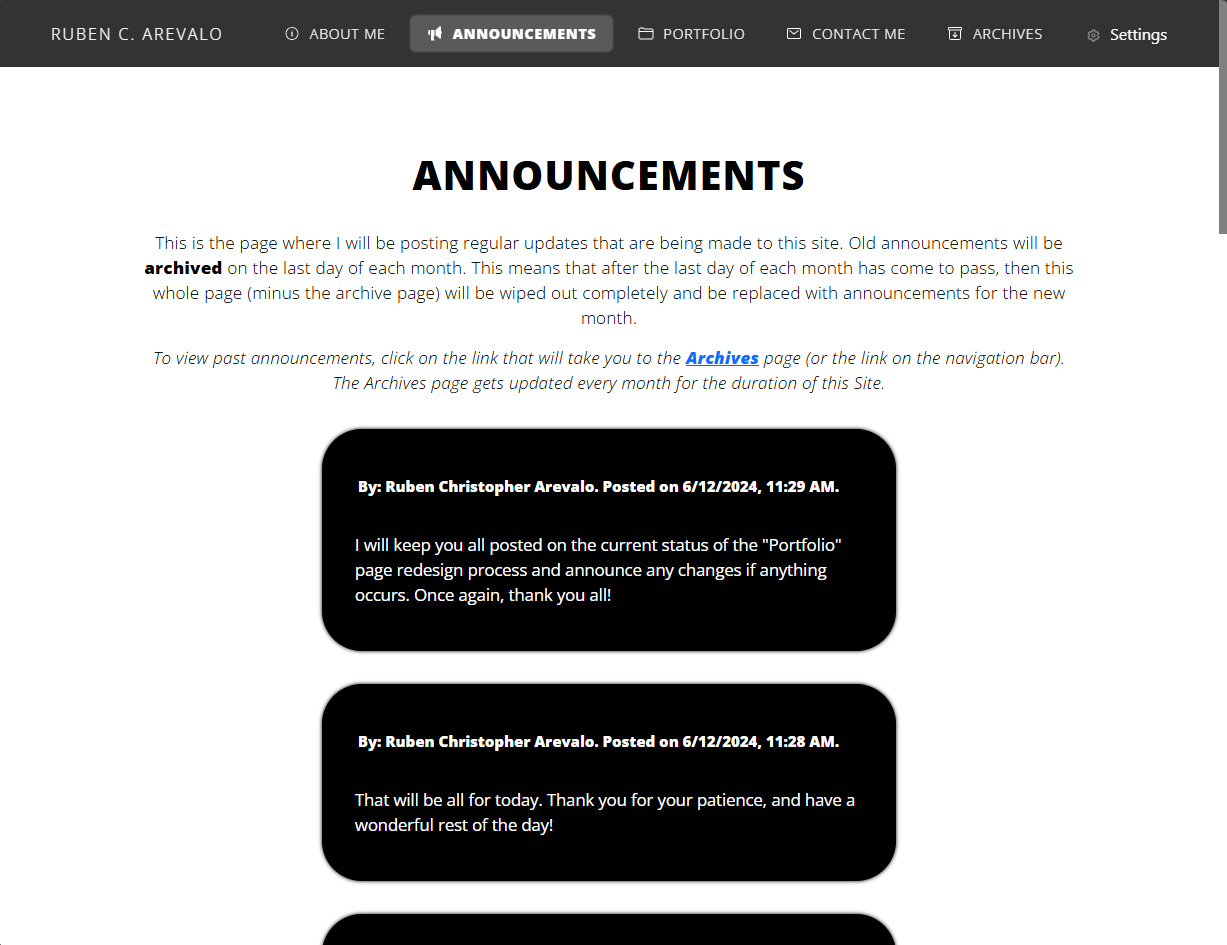 RUBEN C. AREVALO
ABOUT ME
ANNOUNCEMENTS
PORTFOLIO
CONTACT ME
ARCHIVES
Settings
ANNOUNCEMENTS
This is the page where I will be posting regular updates that are being made to this site. Old announcements will be
archived on the last day of each month. This means that after the last day of each month has come to pass, then this
whole page (minus the archive page) will be wiped out completely and be replaced with announcements for the new
month.
To view past announcements, click on the link that will take you to the Archives page (or the link on the navigation bar).
The Archives page gets updated every month for the duration of this Site.
By: Ruben Christopher Arevalo. Posted on 6/12/2024, 11:29 AM.
I will keep you all posted on the current status of the "Portfolio"
page redesign process and announce any changes if anything
occurs. Once again, thank you all!
By: Ruben Christopher Arevalo. Posted on 6/12/2024, 11:28 AM.
That will be all for today. Thank you for your patience, and have a
wonderful rest of the day!